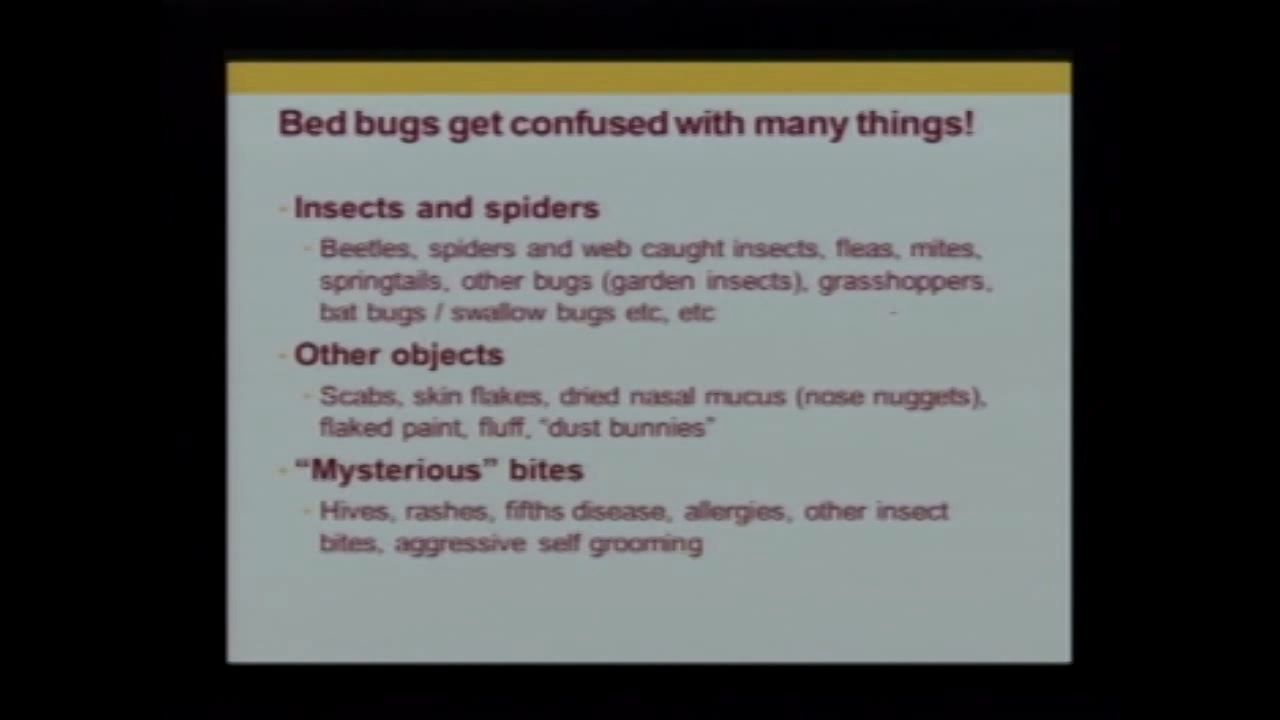 Bed bugs get confused with many things!
- Insects and spiders
- Beetles, spiders and web caught insects, fleas, mites,
springtails, other bugs (garden insects), grasshoppers,
bat bugs / swallow bugs etc, etc
- Other objects
- Scabs, skin flakes, dried nasal mucus (nose nuggets),
flaked paint, fluff, “dust bunnies”
- “Mysterious” bites
- Hives, rashes, fifths disease, allergies, other insect
bites, aggressive self grooming